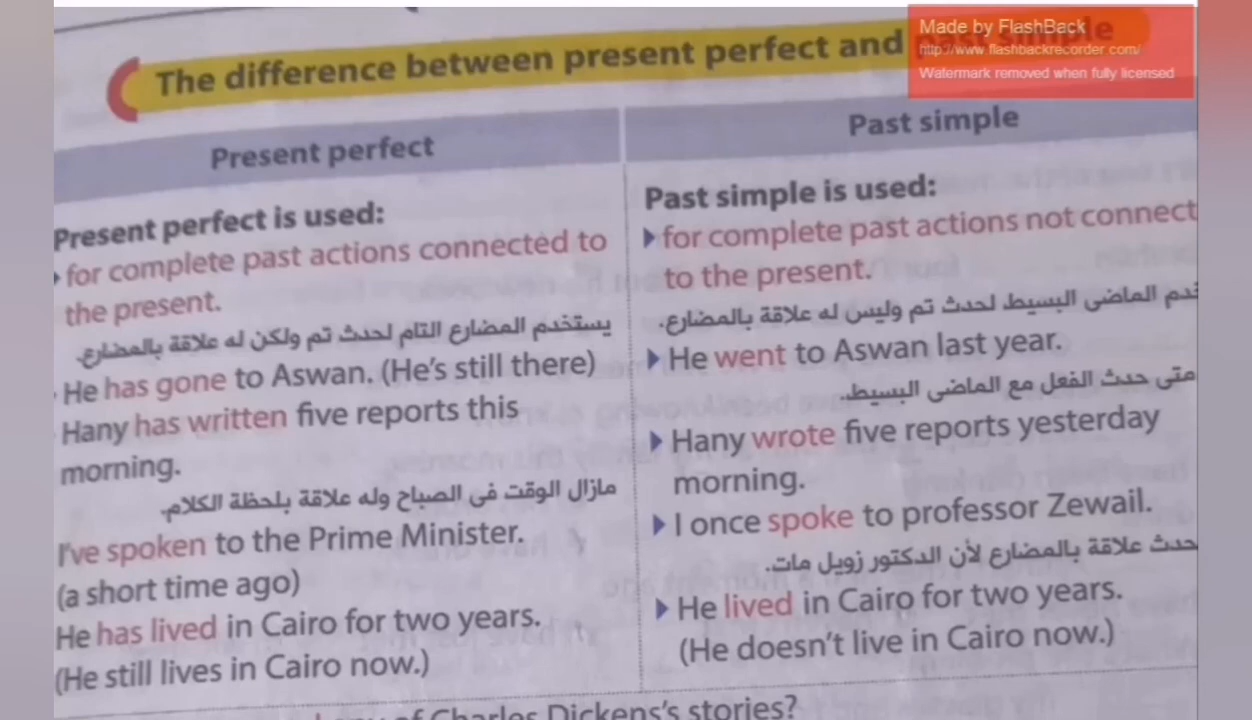 Made by FlashBack
http://www.flashbackrecorder.com/
Watermark removed when fully licensed
The difference between present perfect and past simple
Present perfect
Present perfect is used:
for complete past actions connected to
the present.
يستخدم المضارع التام لحدث تم ولكن له علاقة بالمضارع.
He has gone to Aswan. (He's still there)
Hany has written five reports this
morning.
مازال الوقت فى الصباح وله علاقة بلحظة الكلام.
I've spoken to the Prime Minister.
(a short time ago)
He has lived in Cairo for two years.
(He still lives in Cairo now.)
Past simple
Past simple is used:
for complete past actions not connect
to the present.
الماضى البسيط لحدث تم وليس له علاقة بالمضارع.
He went to Aswan last year.
متى حدث الفعل مع الماضى البسيط.
Hany wrote five reports yesterday
morning.
I once spoke to professor Zewail.
حدث علاقة بالمضارع لأن الدكتور زويل مات.
He lived in Cairo for two years.
(He doesn't live in Cairo now.)
of Charles Dickens's stories?